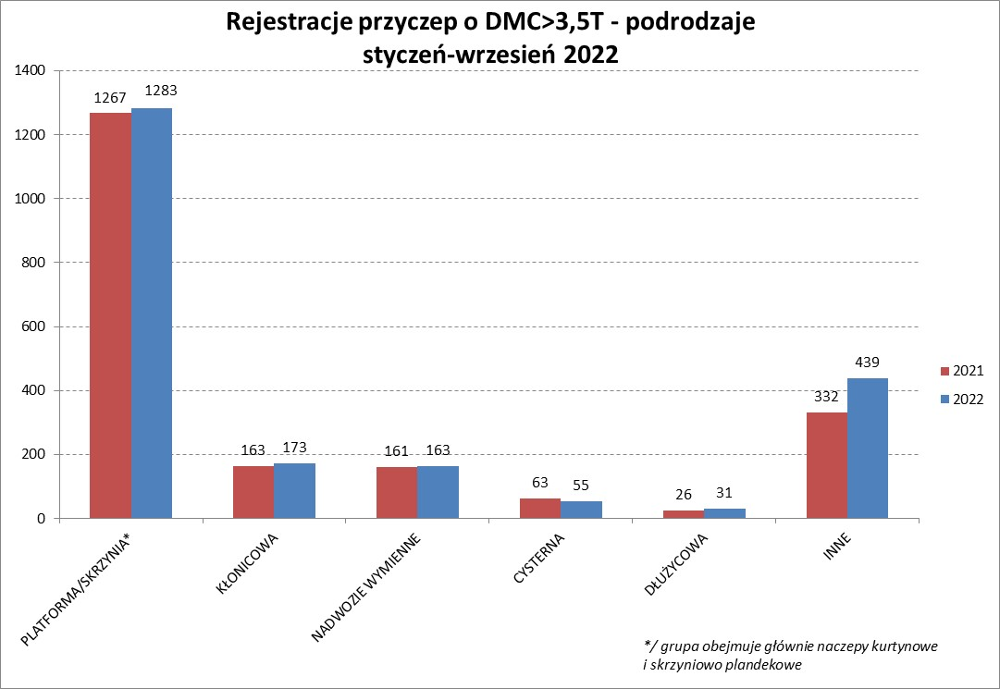 Rejestracje przyczep o DMC>3,5T - podrodzaje
styczeń-wrzesień 2022
1400
1200
1000
800
600
400
200
0
1267
1283
163
173
161
163
63
55
26
31
332
439
PLATFORMA/SKRZYNIA*
KŁONICOWA
NADWOZIE WYMIENNE
CYSTERNA
DŁUŻYCOWA
INNE
2021
2022
*/ grupa obejmuje głównie naczepy kurtynowe
i skrzyniowo plandekowe